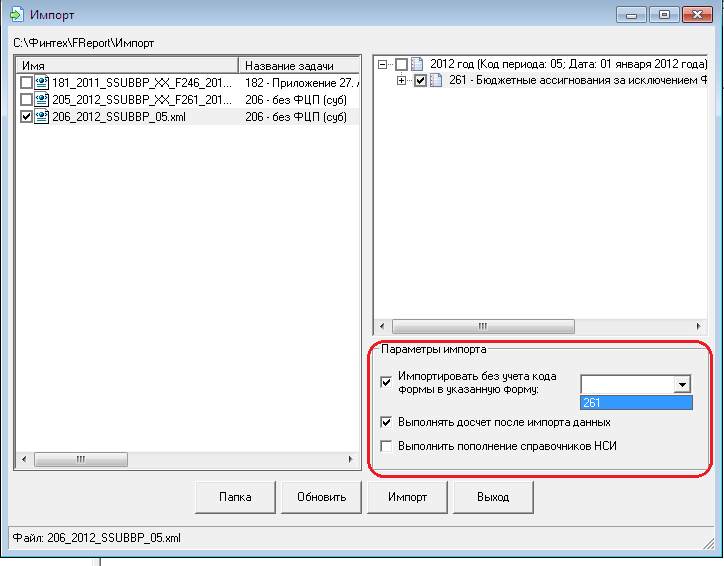 Импорт
C:\Финтех\FReport\Импорт
Имя Название задачи
181_2011_SSUBBP_XX_F246_201... 182 - Приложение 27. /
205_2012_SSUBBP_XX_F261_201... 206 - без ФЦП (суб)
206_2012_SSUBBP_05.xml 206 - без ФЦП (суб)
2012 год (Код периода: 05; Дата: 01 января 2012 года)
261 - Бюджетные ассигнования за исключением Ф
Параметры импорта
Импортировать без учета кода
формы в указанную форму:
261
Выполнять досчет после импорта данных
Выполнить пополнение справочников НСИ
Папка Обновить Импорт Выход
Файл: 206_2012_SSUBBP_05.xml